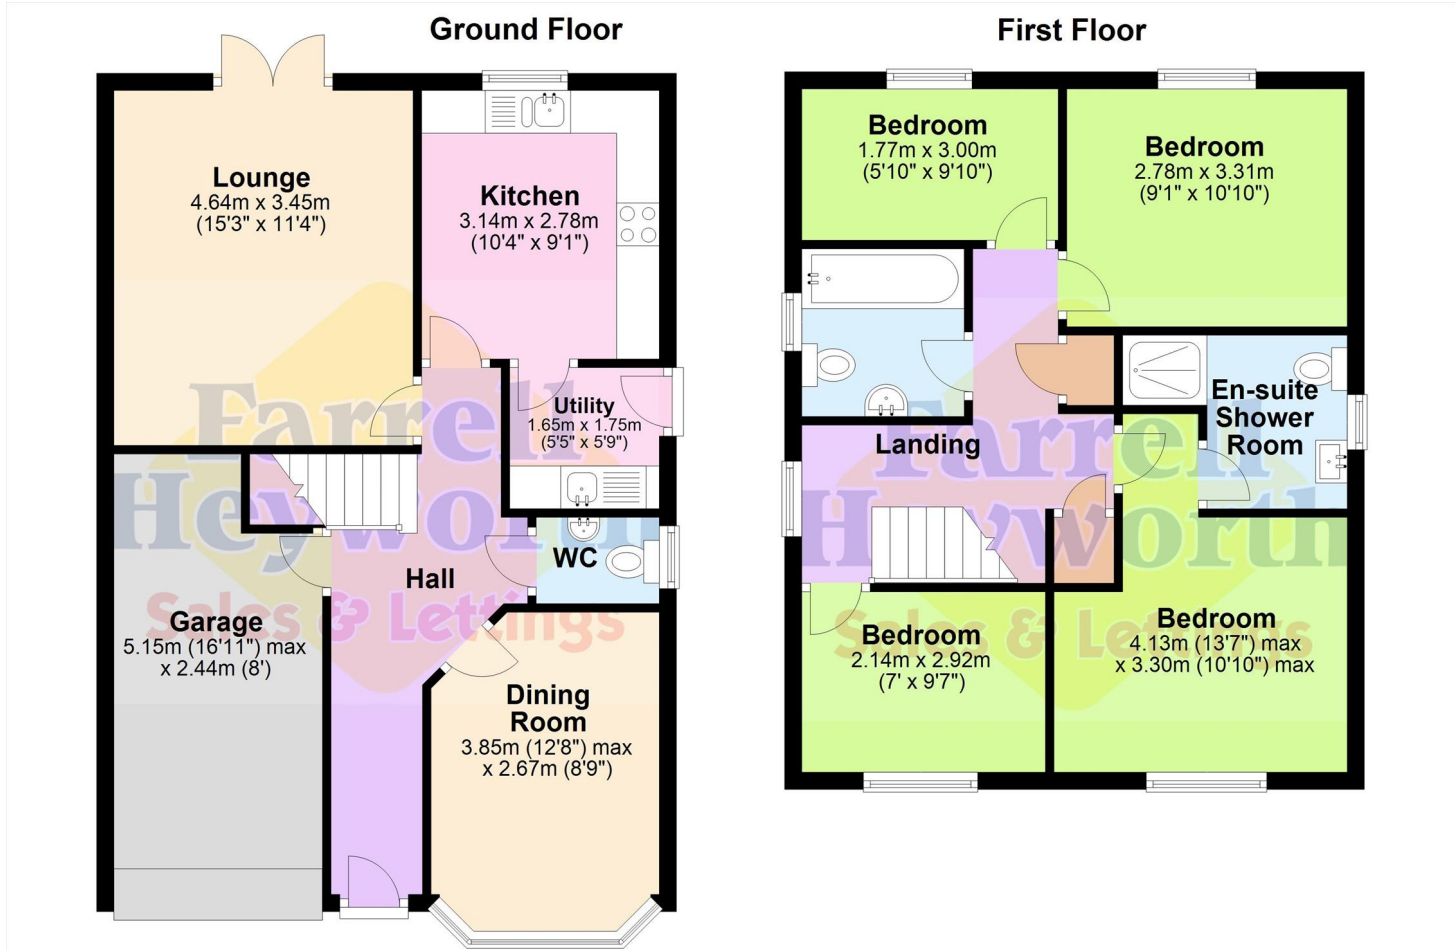 Ground Floor
Lounge
4.64m x 3.45m
(15'3" x 11'4")
Kitchen
3.14m x 2.78m
(10'4" x 9'1")
Utility
1.65m x 1.75m
(5'5" x 5'9")
WC
Hall
Garage
5.15m (16'11") max
x 2.44m (8')
Dining
Room
3.85m (12'8") max
x 2.67m (8'9")
Farrell
Heyworth
Sales & Lettings
First Floor
Bedroom
1.77m x 3.00m
(5'10" x 9'10")
Bedroom
2.78m x 3.31m
(9'1" x 10'10")
En-suite
Shower
Room
Landing
Bedroom
2.14m x 2.92m
(7' x 9'7")
Bedroom
4.13m (13'7") max
x 3.30m (10'10") max
Farrell
Heyworth
Sales & Lettings